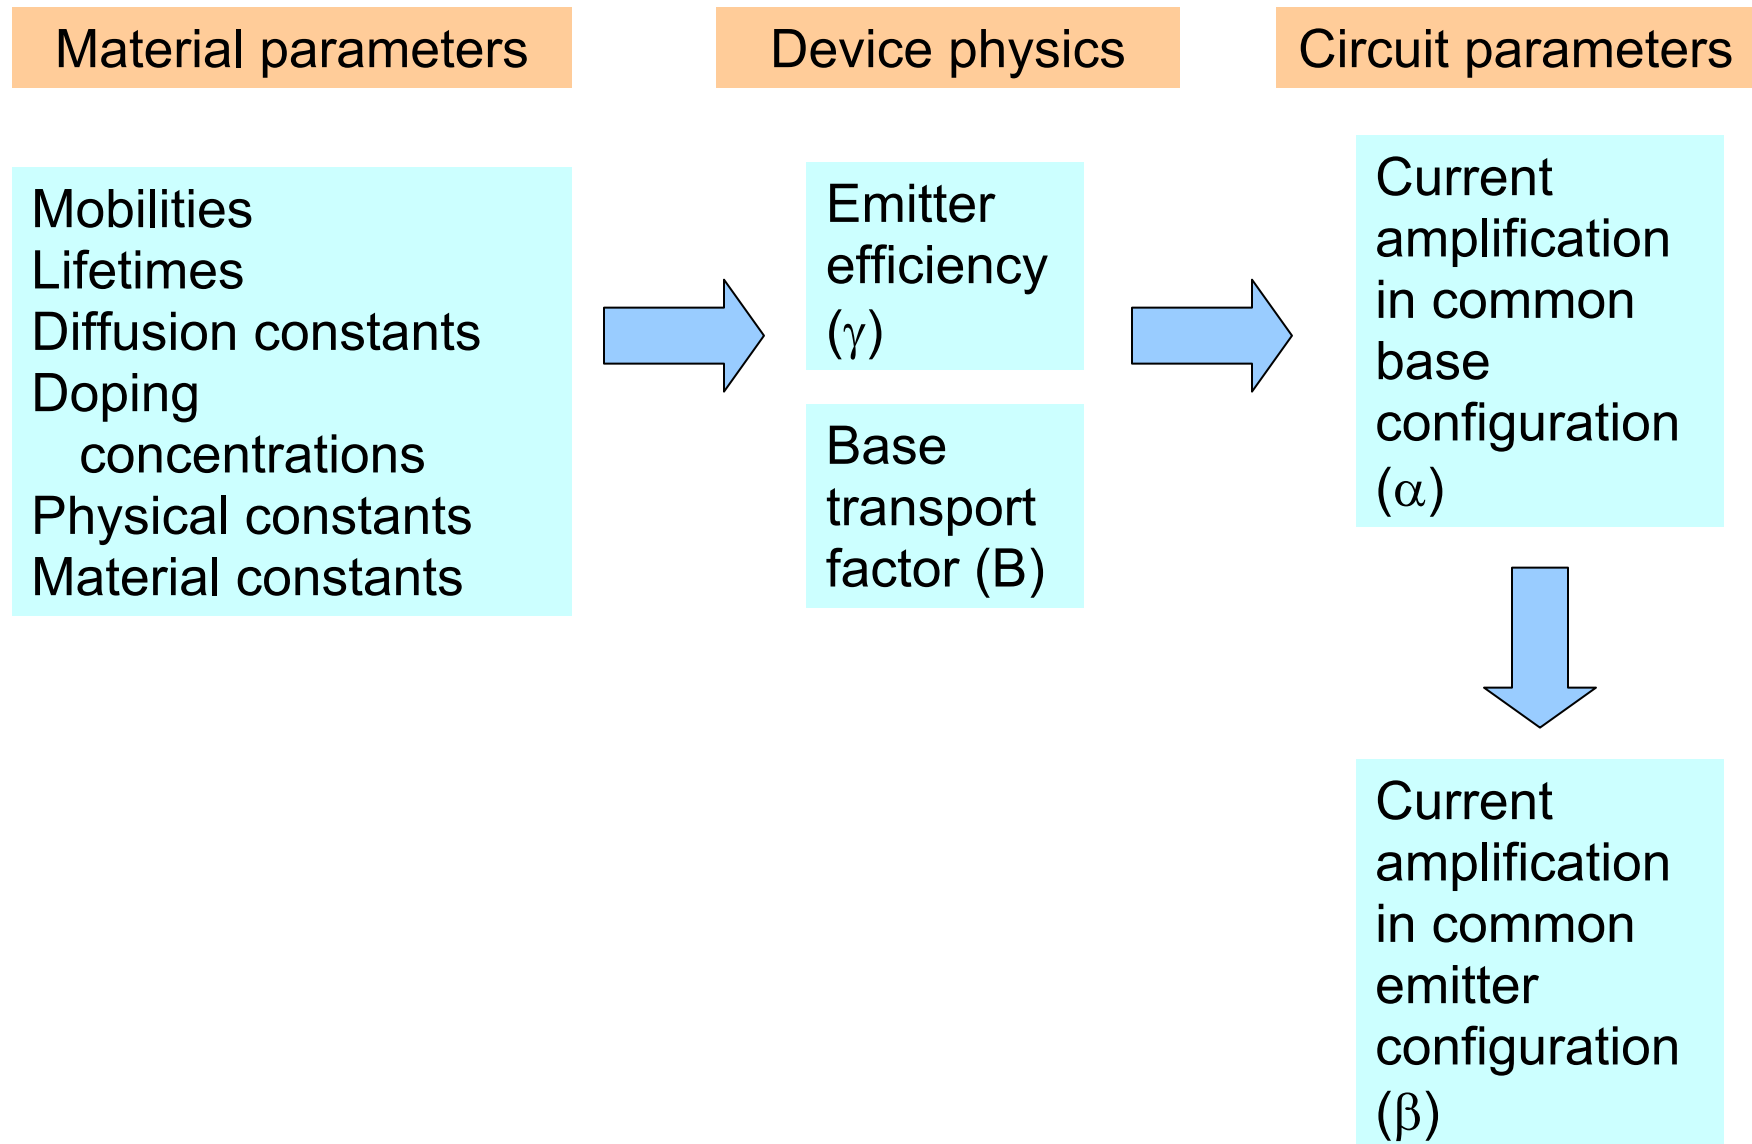 Material parameters
Device physics
Circuit parameters
Mobilities
Lifetimes
Diffusion constants
Doping
concentrations
Physical constants
Material constants
Emitter
efficiency
(γ)
Base
transport
factor (B)
Current
amplification
in common
base
configuration
(α)
Current
amplification
in common
emitter
configuration
(β)